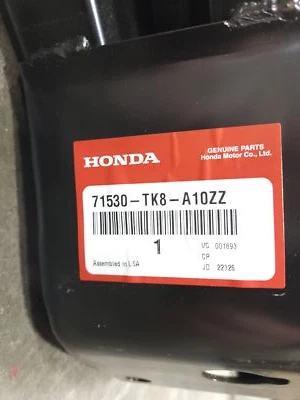 HONDA
GENUINE PARTS
Honda Motor Co., Ltd.
71530-TK8-A10ZZ
1
VC 001893
CP
Assembled in USA
JD 22125